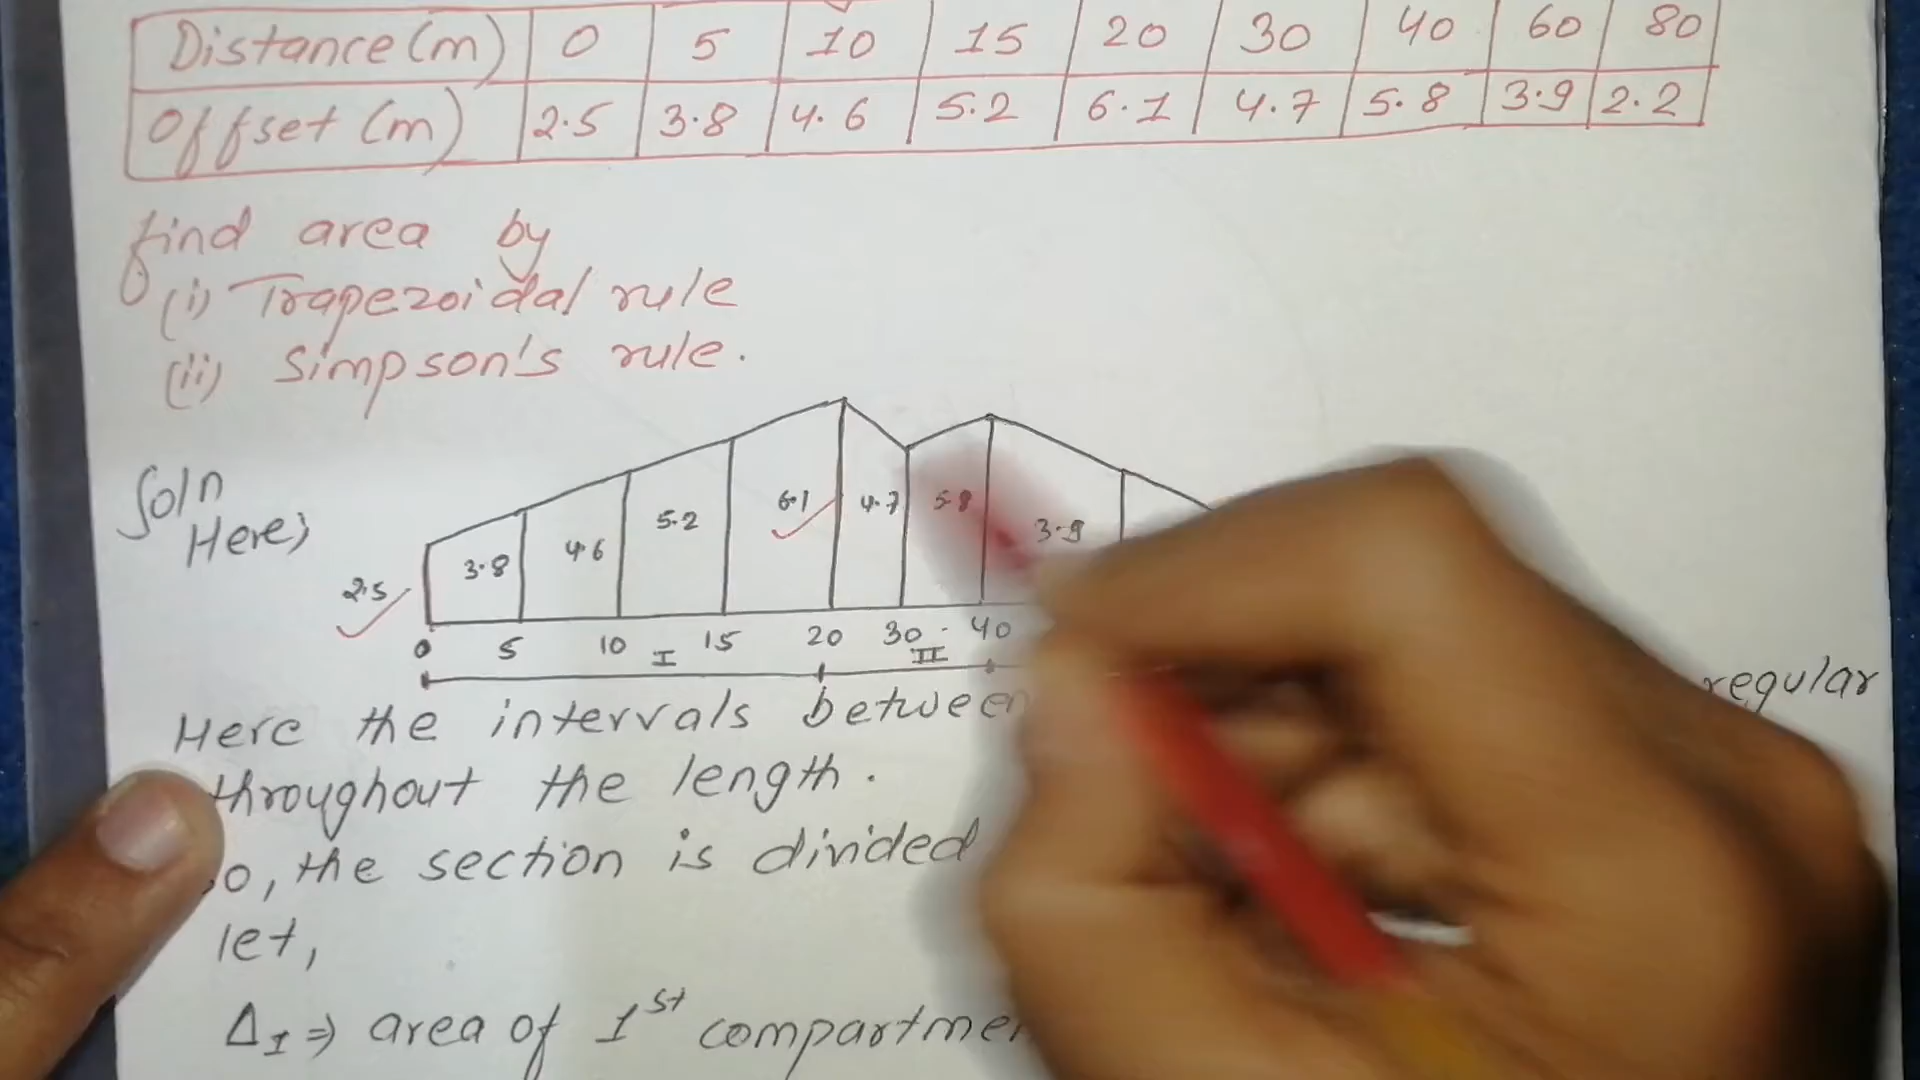 Distance (m) 0 5 10 15 20 30 40 60 80
Offset (m) 2.5 3.8 4.6 5.2 6.1 4.7 5.8 3.9 2.2
find area by
(i) Trapezoidal rule
(ii) Simpson's rule.
Soln
Here,
2.5 3.8 4.6 5.2 6.1 4.7 5.8 3.9
0 5 10 15 20 30 40
I II
Here the intervals between regular
throughout the length.
so, the section is divided
let,
ΔI ⇒ area of 1st